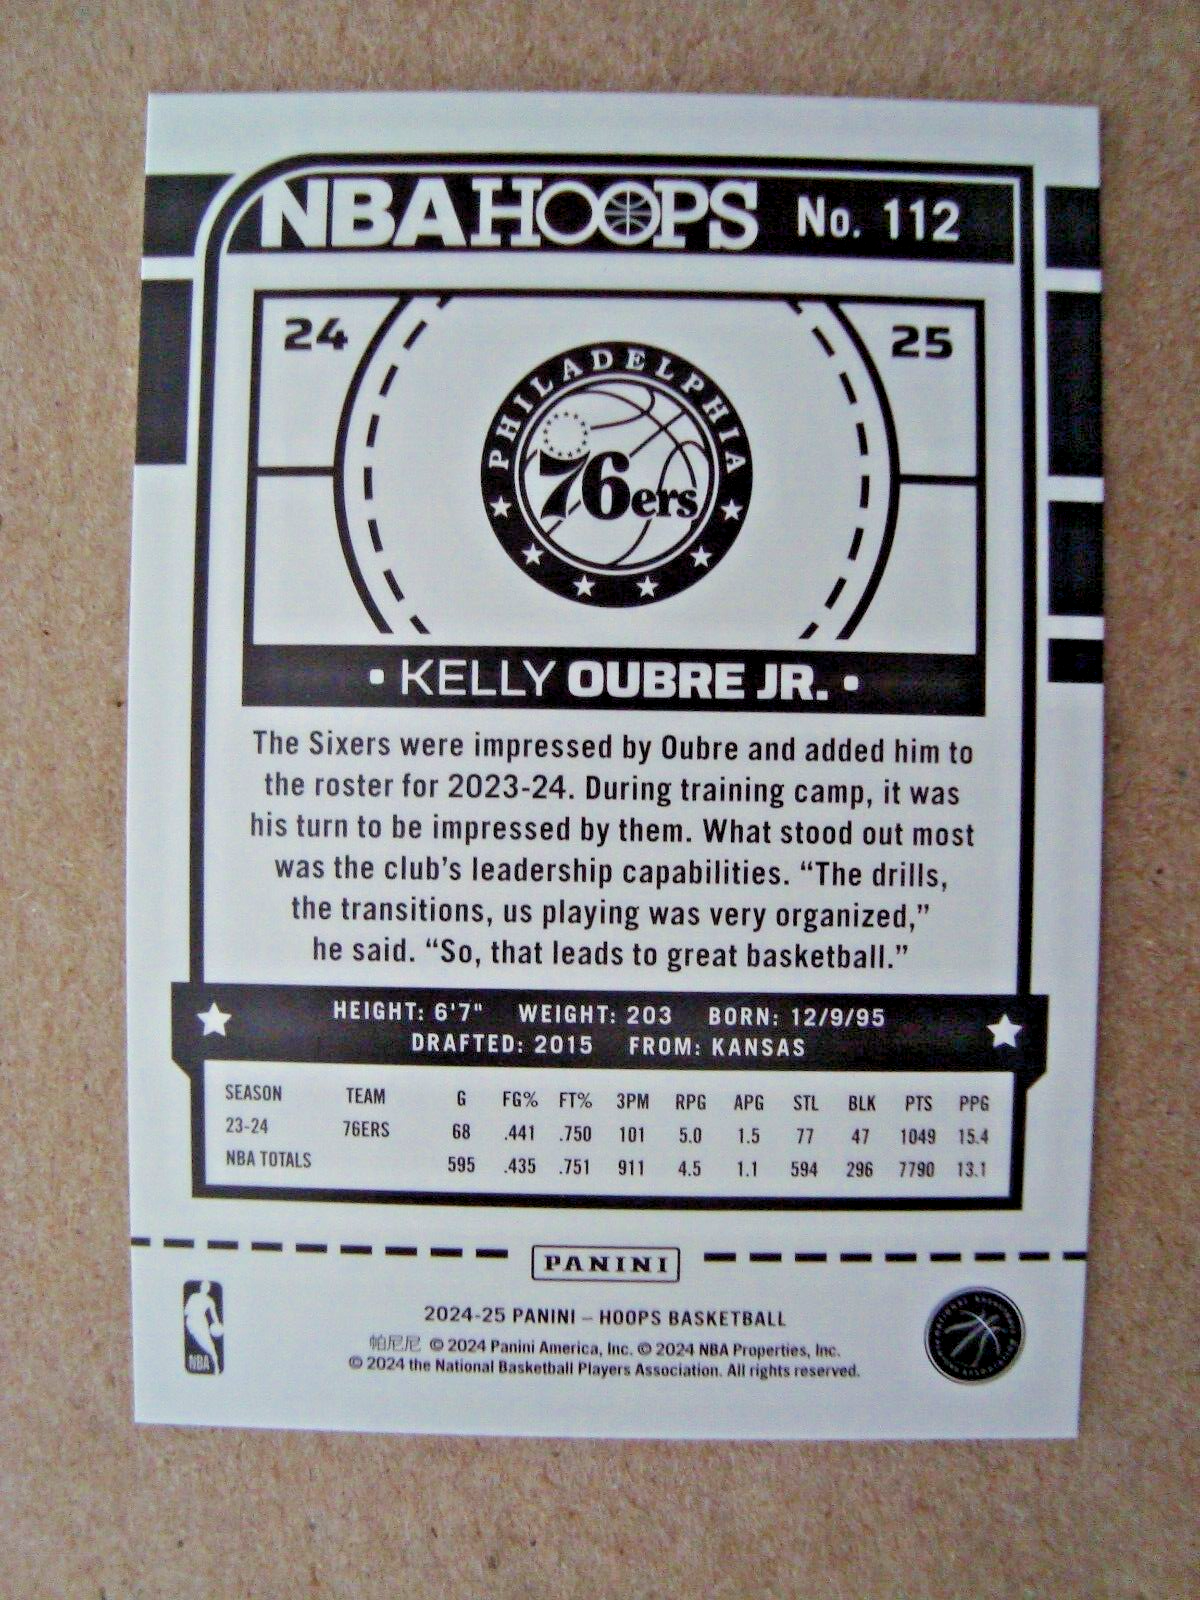 NBA HOOPS No. 112
24 25
PHILADELPHIA
76ers
• KELLY OUBRE JR. •
The Sixers were impressed by Oubre and added him to
the roster for 2023-24. During training camp, it was
his turn to be impressed by them. What stood out most
was the club's leadership capabilities. “The drills,
the transitions, us playing was very organized,”
he said. “So, that leads to great basketball.”
HEIGHT: 6'7" WEIGHT: 203 BORN: 12/9/95
DRAFTED: 2015 FROM: KANSAS
SEASON TEAM G FG% FT% 3PM RPG APG STL BLK PTS PPG
23-24 76ERS 68 .441 .750 101 5.0 1.5 77 47 1049 15.4
NBA TOTALS 595 .435 .751 911 4.5 1.1 594 296 7790 13.1
PANINI
2024-25 PANINI – HOOPS BASKETBALL
帕尼尼 © 2024 Panini America, Inc. © 2024 NBA Properties, Inc.
© 2024 the National Basketball Players Association. All rights reserved.
NBA